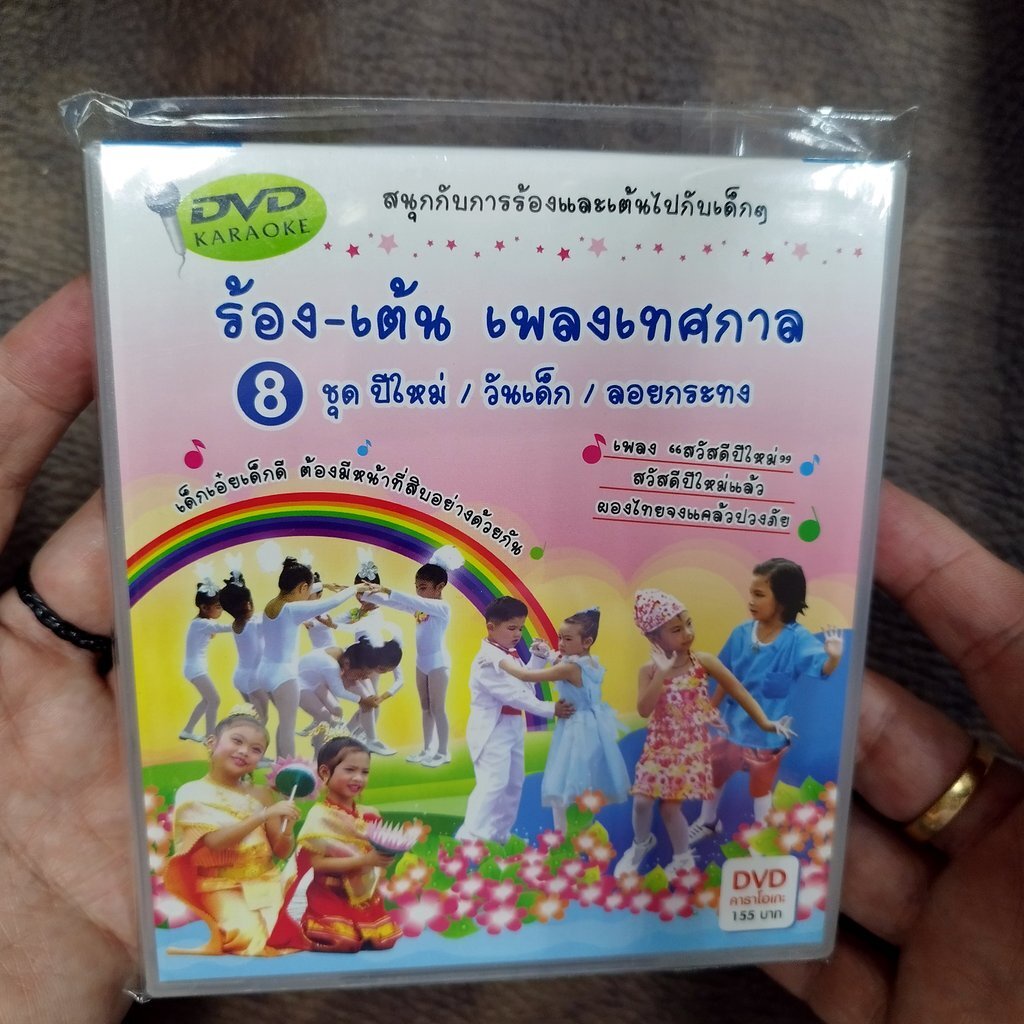 DVD
KARAOKE
สนุกกับการร้องและเต้นไปกับเด็กๆ
ร้อง-เต้น เพลงเทศกาล
8 ชุด ปีใหม่ / วันเด็ก / ลอยกระทง
เด็กเอ๋ยเด็กดี ต้องมีหน้าที่สิบอย่างด้วยกัน
เพลง “สวัสดีปีใหม่”
สวัสดีปีใหม่แล้ว
ผองไทยจงแคล้วปวงภัย
DVD
คาราโอเกะ
155 บาท